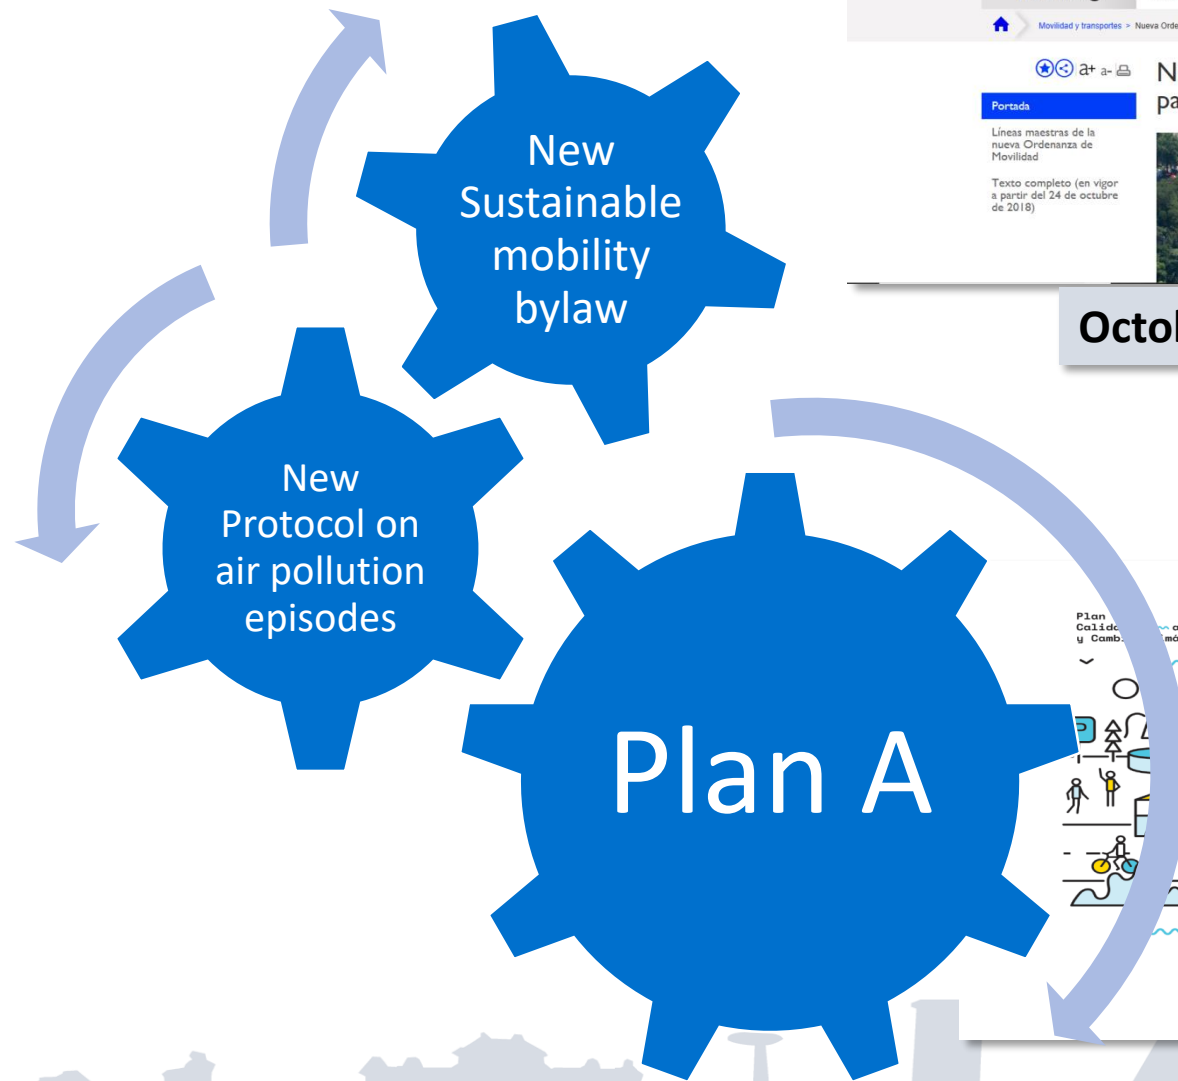 New
Sustainable
mobility
bylaw
New
Protocol on
air pollution
episodes
Plan A
Movilidad y transportes > Nueva
a+ a-
Portada
Líneas maestras de la
nueva Ordenanza de
Movilidad
Texto completo (en vigor
a partir del 24 de octubre
de 2018)
Plan
y
P